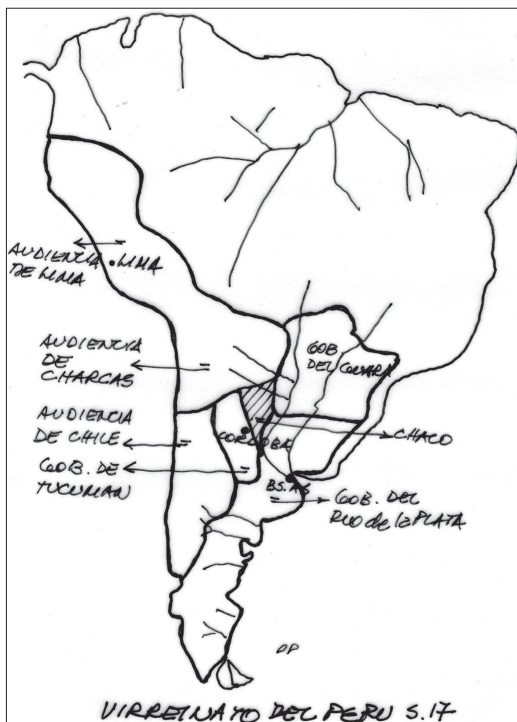 AUDIENCIA
DE LIMA
LIMA
AUDIENCIA
DE
CHARCAS
GOB
DEL GUAIRA
AUDIENCIA
DE CHILE
CORDOBA
CHACO
GOB. DE
TUCUMAN
BS. AS
GOB. DEL
RIO de la PLATA
DP
VIRREINATO DEL PERU S. 17